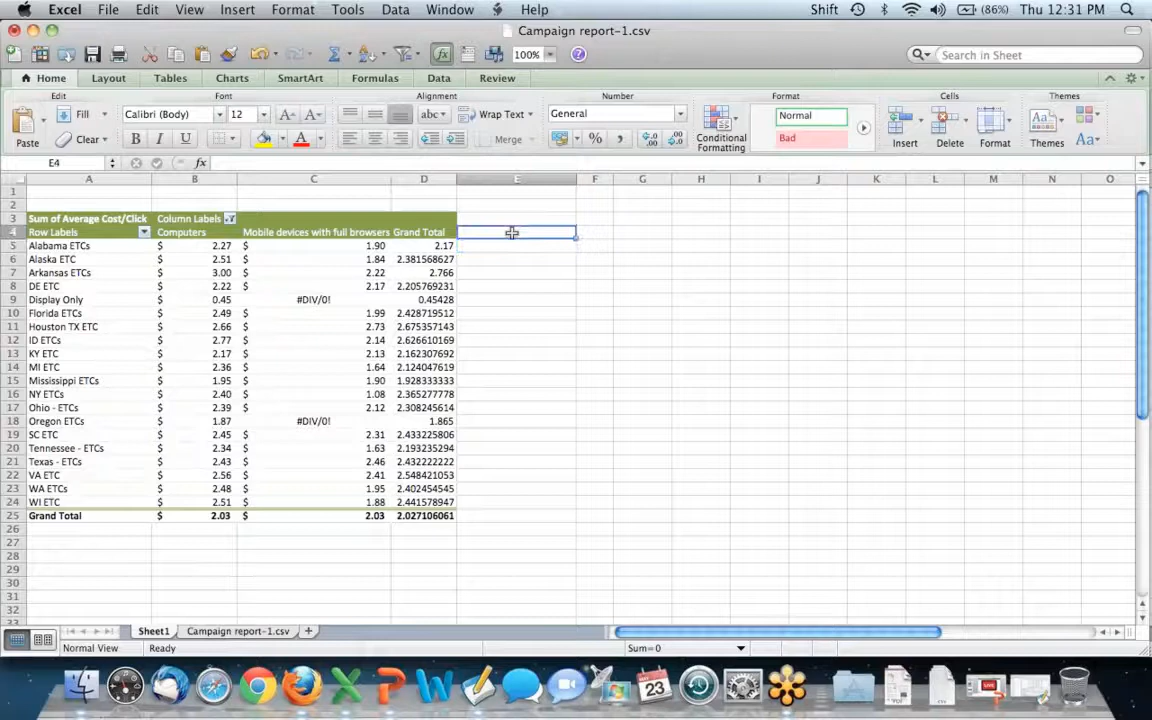 Excel File Edit View Insert Format Tools Data Window Help Shift (86%) Thu 12:31 PM
Campaign report-1.csv
100% Search in Sheet
Home Layout Tables Charts SmartArt Formulas Data Review
Edit Font Alignment Number Format Cells Themes
Fill Calibri (Body) 12 abc Wrap Text General Normal
Paste Clear B I U A Merge % Conditional Formatting Bad Insert Delete Format Themes Aa
E4 fx
A B C D E F G H I J K L M N O
1
2
3 Sum of Average Cost/Click Column Labels
4 Row Labels Computers Mobile devices with full browsers Grand Total
5 Alabama ETCs $ 2.27 $ 1.90 2.17
6 Alaska ETC $ 2.51 $ 1.84 2.381568627
7 Arkansas ETCs $ 3.00 $ 2.22 2.766
8 DE ETC $ 2.22 $ 2.17 2.205769231
9 Display Only $ 0.45 #DIV/0! 0.45428
10 Florida ETCs $ 2.49 $ 1.99 2.428719512
11 Houston TX ETC $ 2.66 $ 2.73 2.675357143
12 ID ETCs $ 2.77 $ 2.14 2.626610169
13 KY ETC $ 2.17 $ 2.13 2.162307692
14 MI ETC $ 2.36 $ 1.64 2.124047619
15 Mississippi ETCs $ 1.95 $ 1.90 1.928333333
16 NY ETCs $ 2.40 $ 1.08 2.365277778
17 Ohio - ETCs $ 2.39 $ 2.12 2.308245614
18 Oregon ETCs $ 1.87 #DIV/0! 1.865
19 SC ETC $ 2.45 $ 2.31 2.433225806
20 Tennessee - ETCs $ 2.34 $ 1.63 2.193235294
21 Texas - ETCs $ 2.43 $ 2.46 2.432222222
22 VA ETC $ 2.56 $ 2.41 2.548421053
23 WA ETCs $ 2.48 $ 1.95 2.402454545
24 WI ETC $ 2.51 $ 1.88 2.441578947
25 Grand Total $ 2.03 $ 2.03 2.027106061
26
27
28
29
30
31
32
33
Sheet1 Campaign report-1.csv
Normal View Ready Sum=0
23